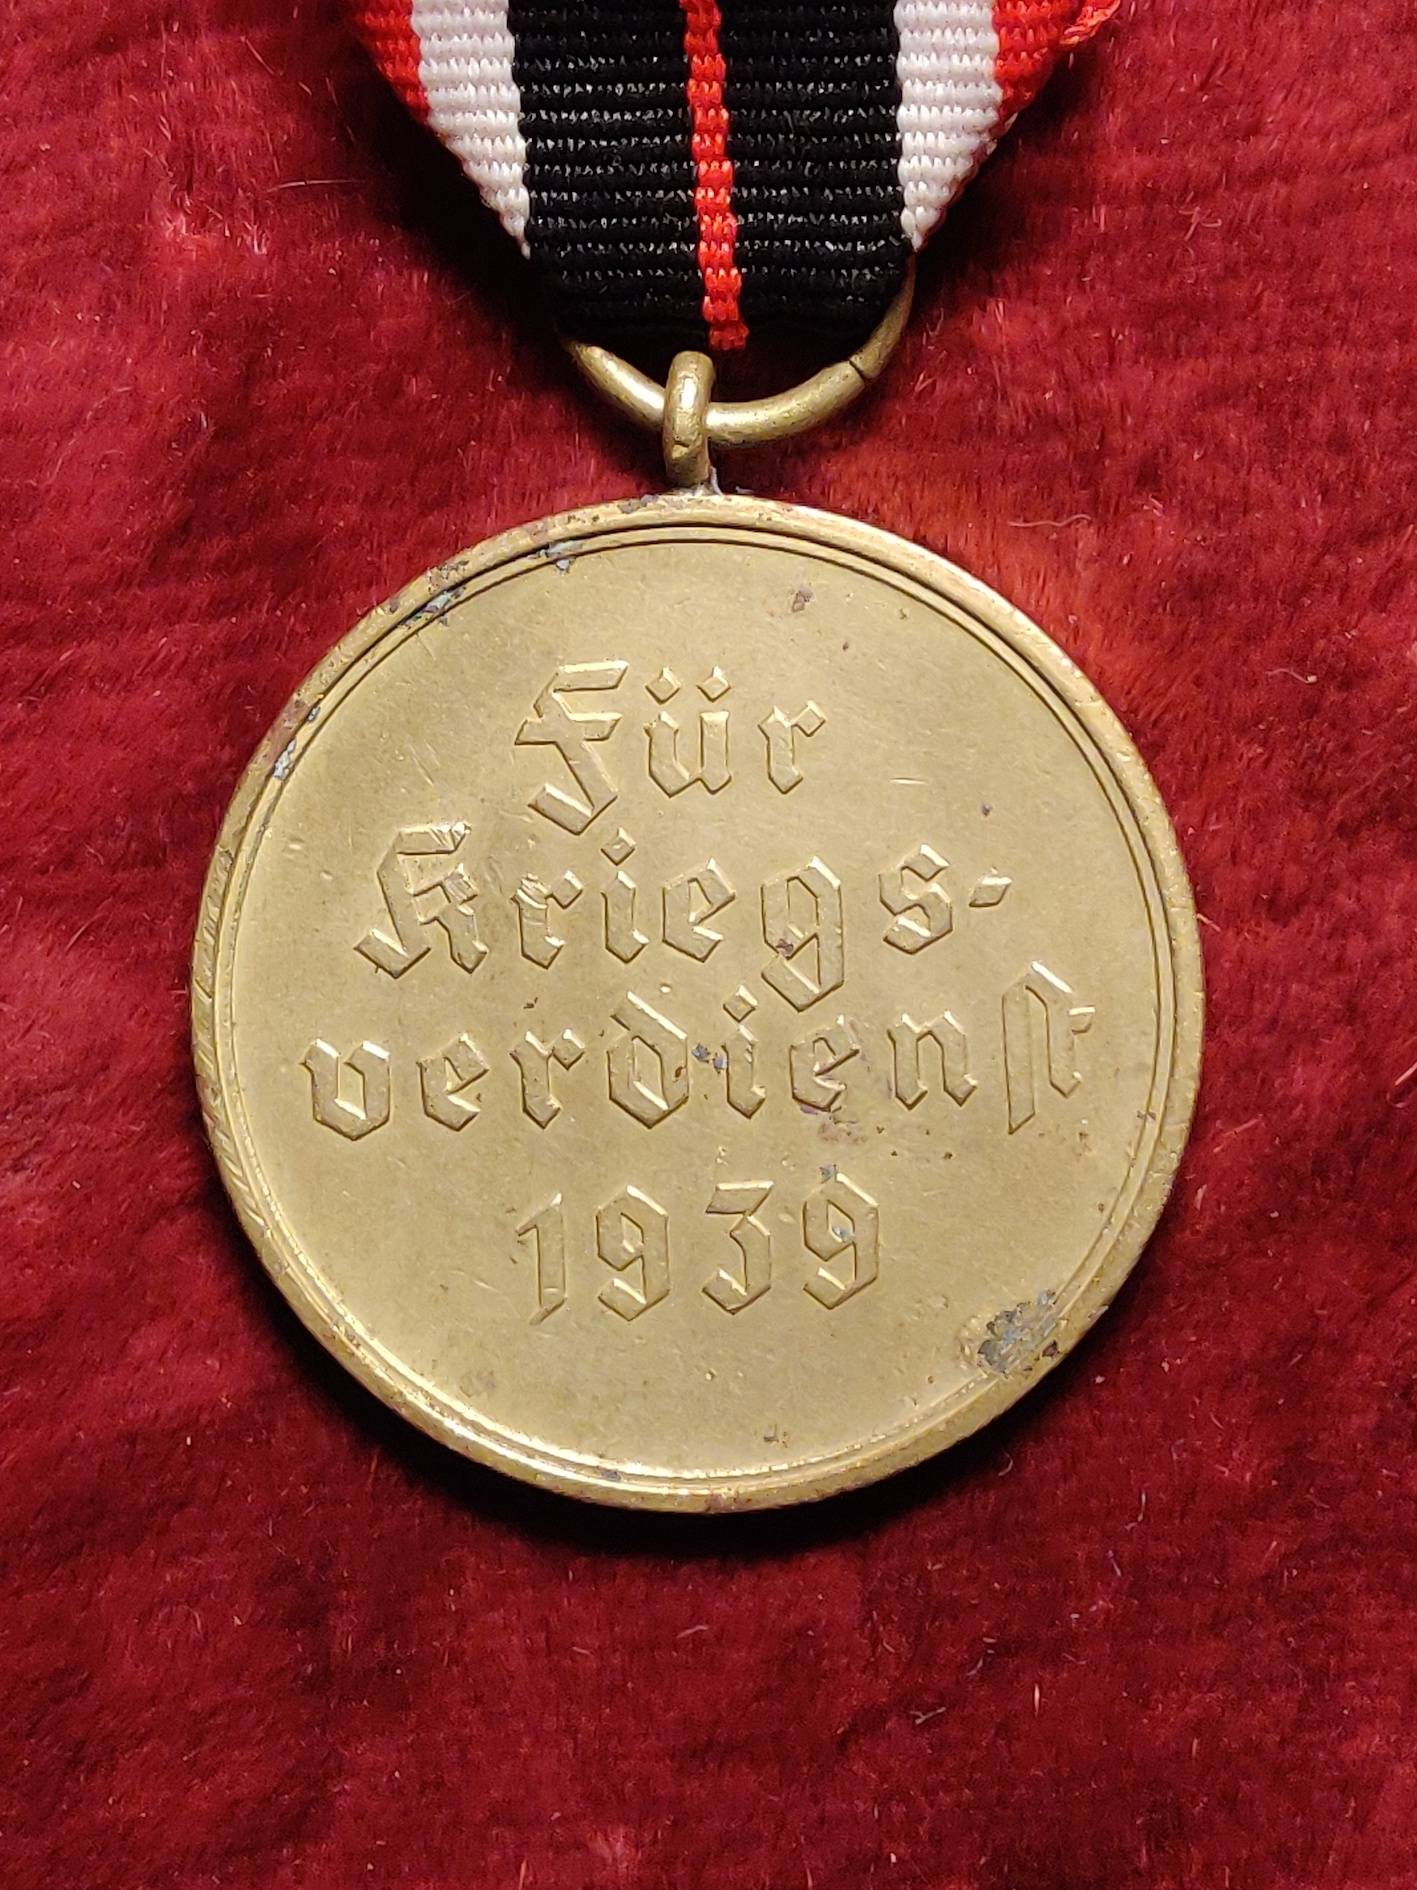 Für
Kriegs-
verdienst
1939